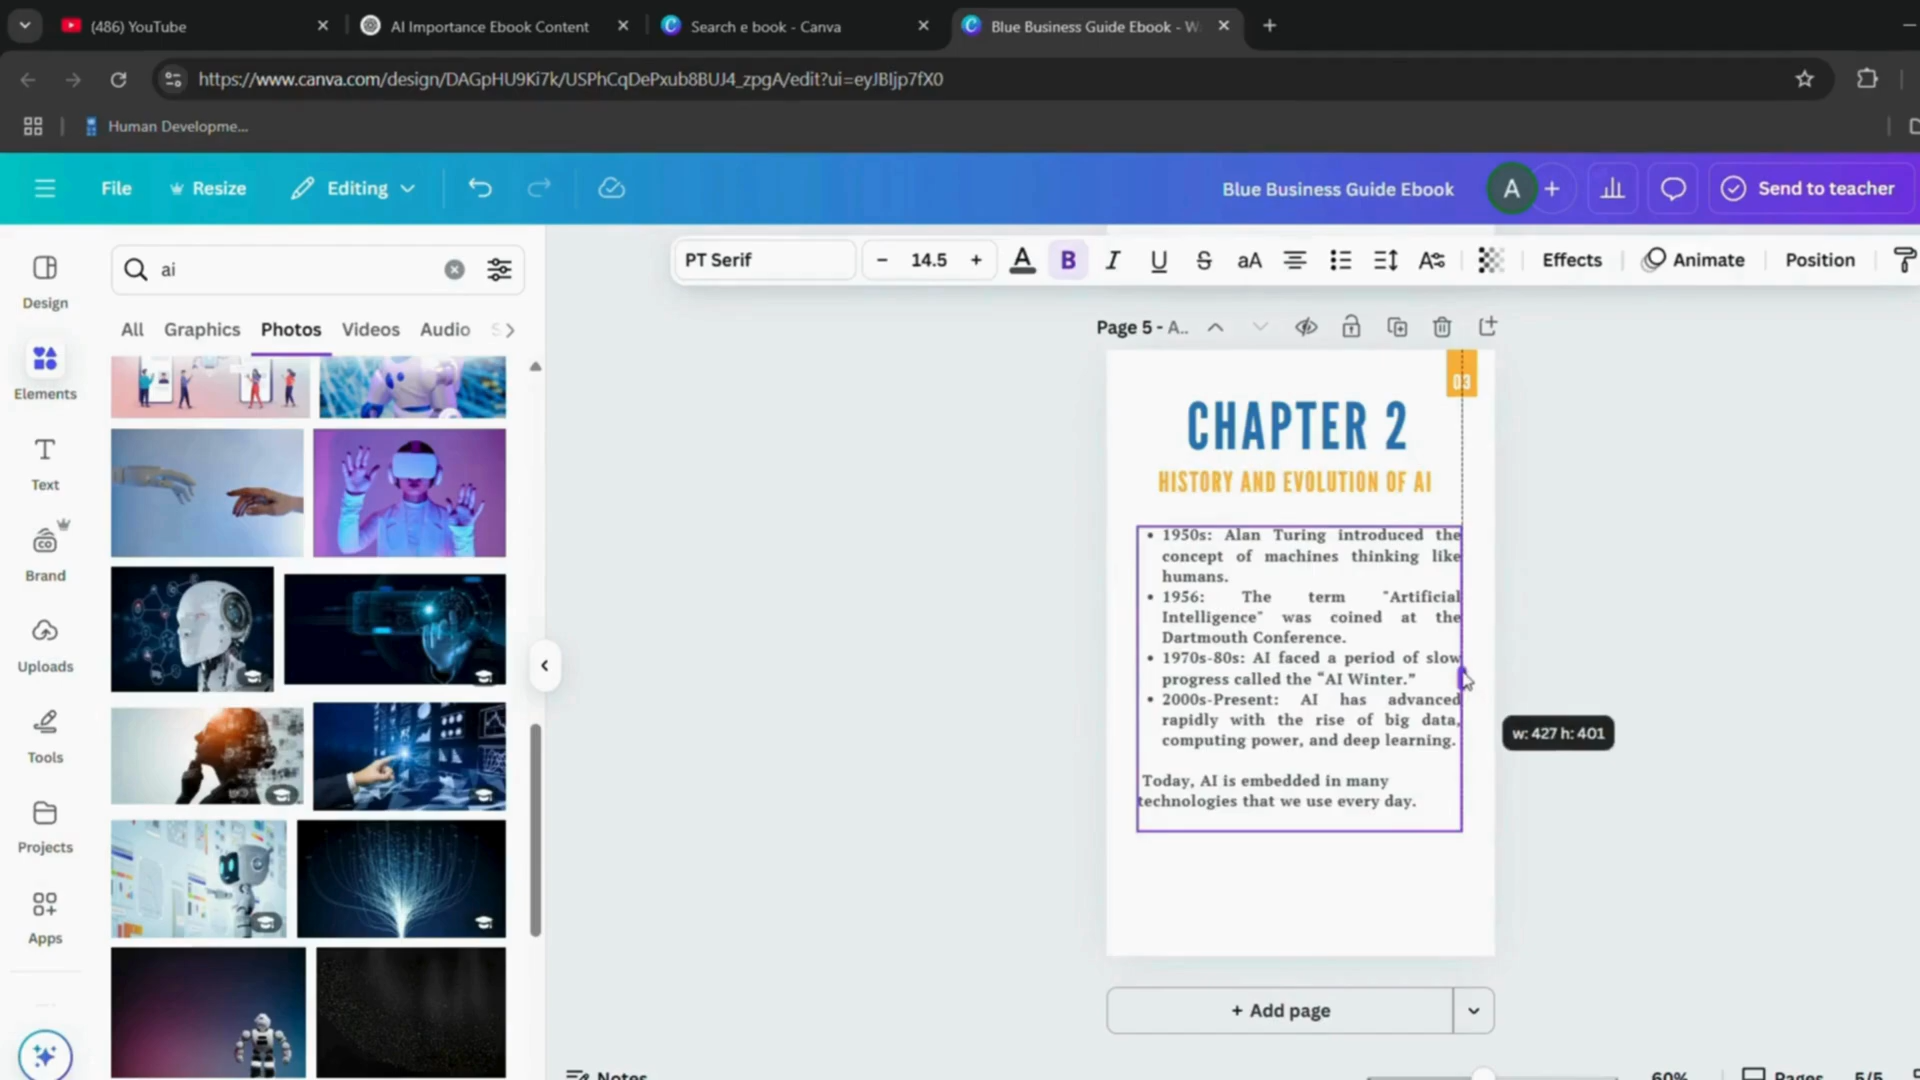 (486) YouTube
AI Importance Ebook Content
Search e book - Canva
Blue Business Guide Ebook - W
https://www.canva.com/design/DAGpHU9Ki7k/USPhCqDePxub8BUJ4_zpgA/edit?ui=eyJBIjp7fX0
Human Developme...
File
Resize
Editing
Blue Business Guide Ebook
A
Send to teacher
ai
PT Serif
14.5
A
B
I
U
S
aA
Effects
Animate
Position
Design
Elements
Text
Brand
Uploads
Tools
Projects
Apps
All
Graphics
Photos
Videos
Audio
Page 5 - A..
03
CHAPTER 2
HISTORY AND EVOLUTION OF AI
• 1950s: Alan Turing introduced the
concept of machines thinking like
humans.
• 1956: The term "Artificial
Intelligence" was coined at the
Dartmouth Conference.
• 1970s-80s: AI faced a period of slow
progress called the “AI Winter.”
• 2000s-Present: AI has advanced
rapidly with the rise of big data,
computing power, and deep learning.
Today, AI is embedded in many
technologies that we use every day.
w: 427 h: 401
+ Add page
Notes
60%
Pages
5/5